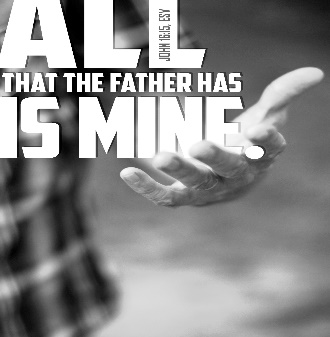 ALL
JOHN 16:15, ESV
THAT THE FATHER HAS
IS MINE.